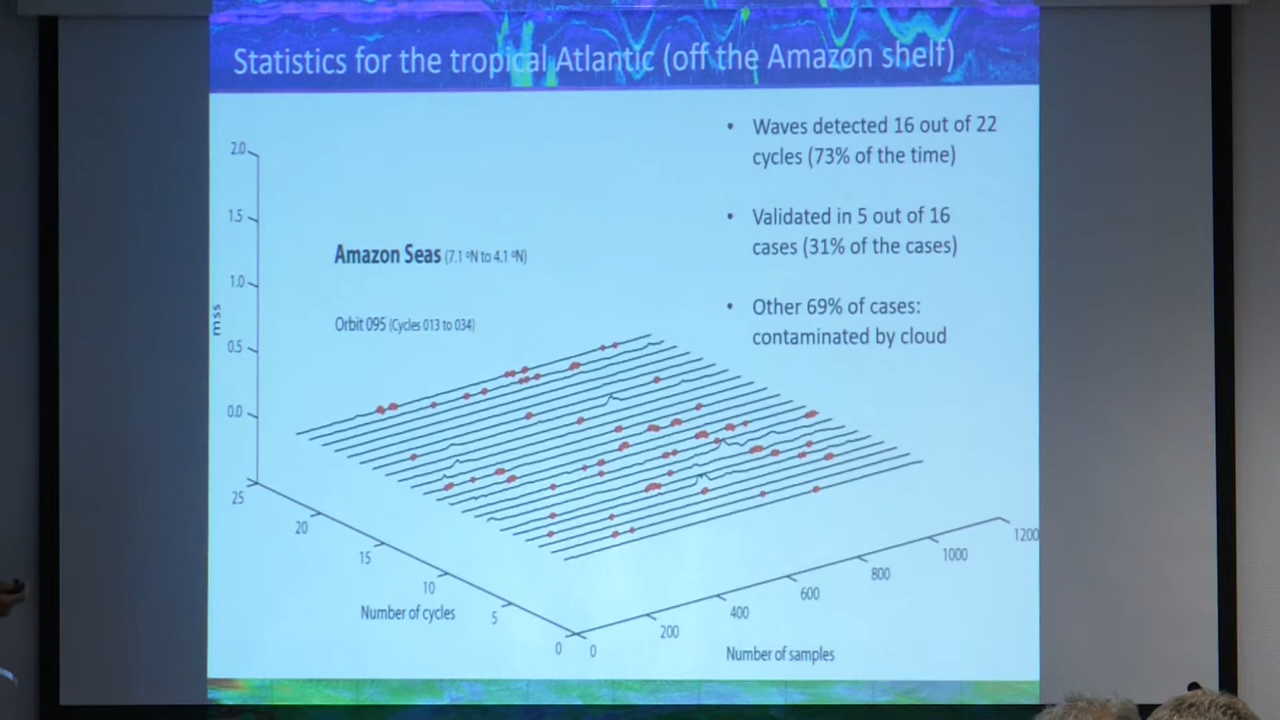 Statistics for the tropical Atlantic (off the Amazon shelf)
• Waves detected 16 out of 22
cycles (73% of the time)
• Validated in 5 out of 16
cases (31% of the cases)
• Other 69% of cases:
contaminated by cloud
Amazon Seas (7.1 ºN to 4.1 ºN)
Orbit 095 (Cycles 013 to 034)
mss
2.0
1.5
1.0
0.5
0.0
25
20
15
10
5
0
Number of cycles
0
200
400
600
800
1000
1200
Number of samples